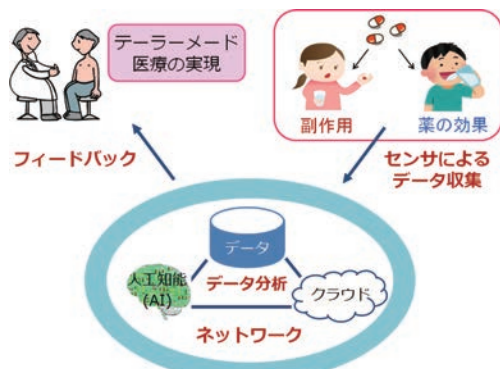 テーラーメード
医療の実現
副作用
薬の効果
フィードバック
センサによる
データ収集
データ
人工知能
(AI)
データ分析
クラウド
ネットワーク